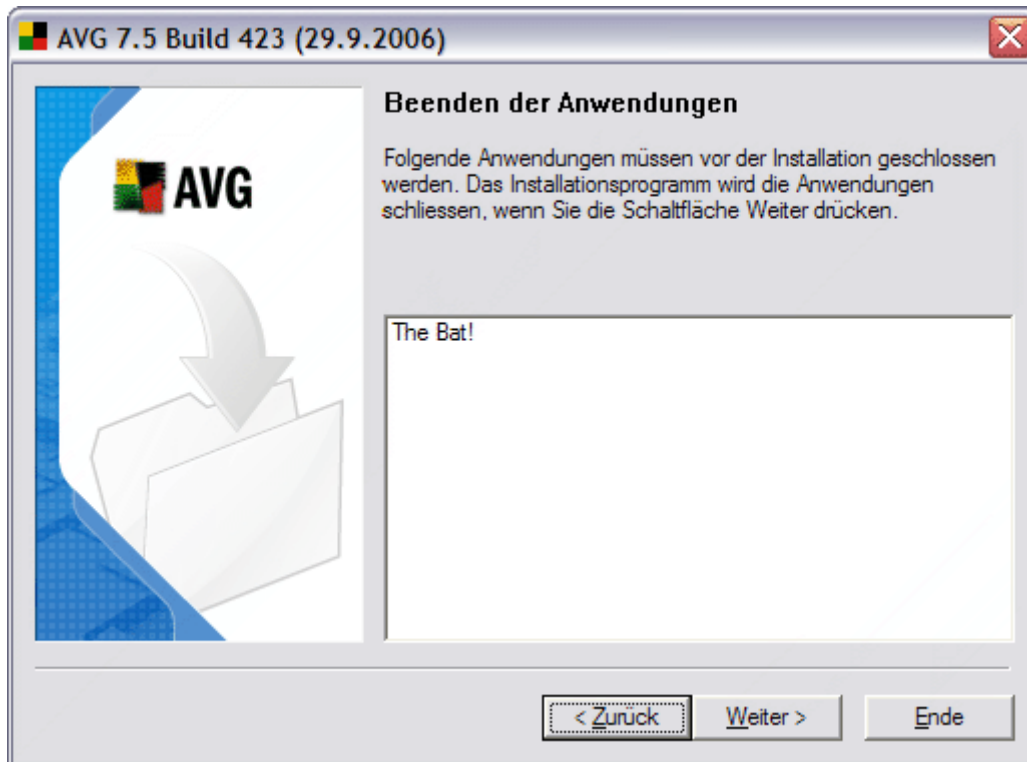 AVG 7.5 Build 423 (29.9.2006)
AVG
Beenden der Anwendungen
Folgende Anwendungen müssen vor der Installation geschlossen
werden. Das Installationsprogramm wird die Anwendungen
schliessen, wenn Sie die Schaltfläche Weiter drücken.
The Bat!
< Zurück
Weiter >
Ende